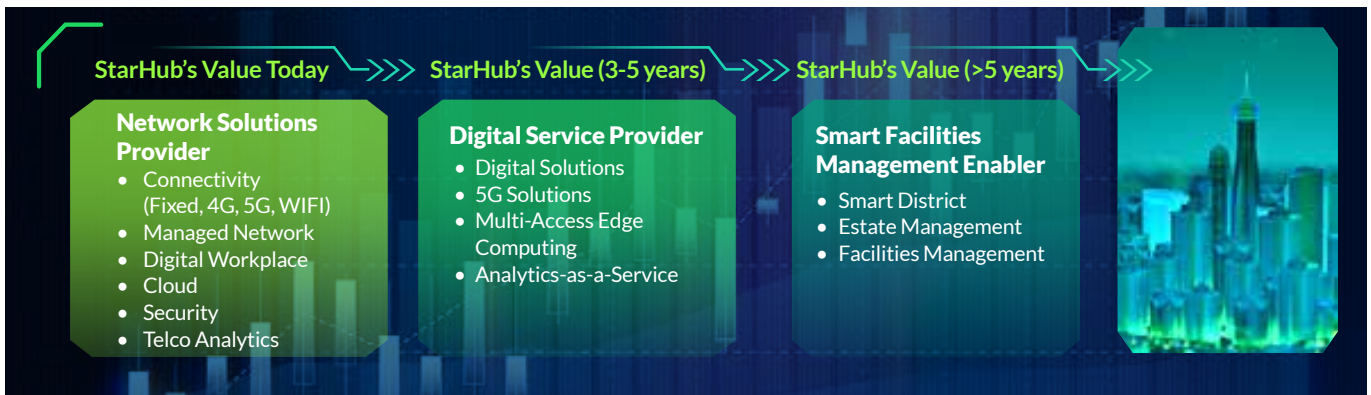 StarHub's Value Today
StarHub's Value (3-5 years)
StarHub's Value (>5 years)
Network Solutions
Provider
• Connectivity
(Fixed, 4G, 5G, WIFI)
• Managed Network
• Digital Workplace
• Cloud
• Security
• Telco Analytics
Digital Service Provider
• Digital Solutions
• 5G Solutions
• Multi-Access Edge
Computing
• Analytics-as-a-Service
Smart Facilities
Management Enabler
• Smart District
• Estate Management
• Facilities Management